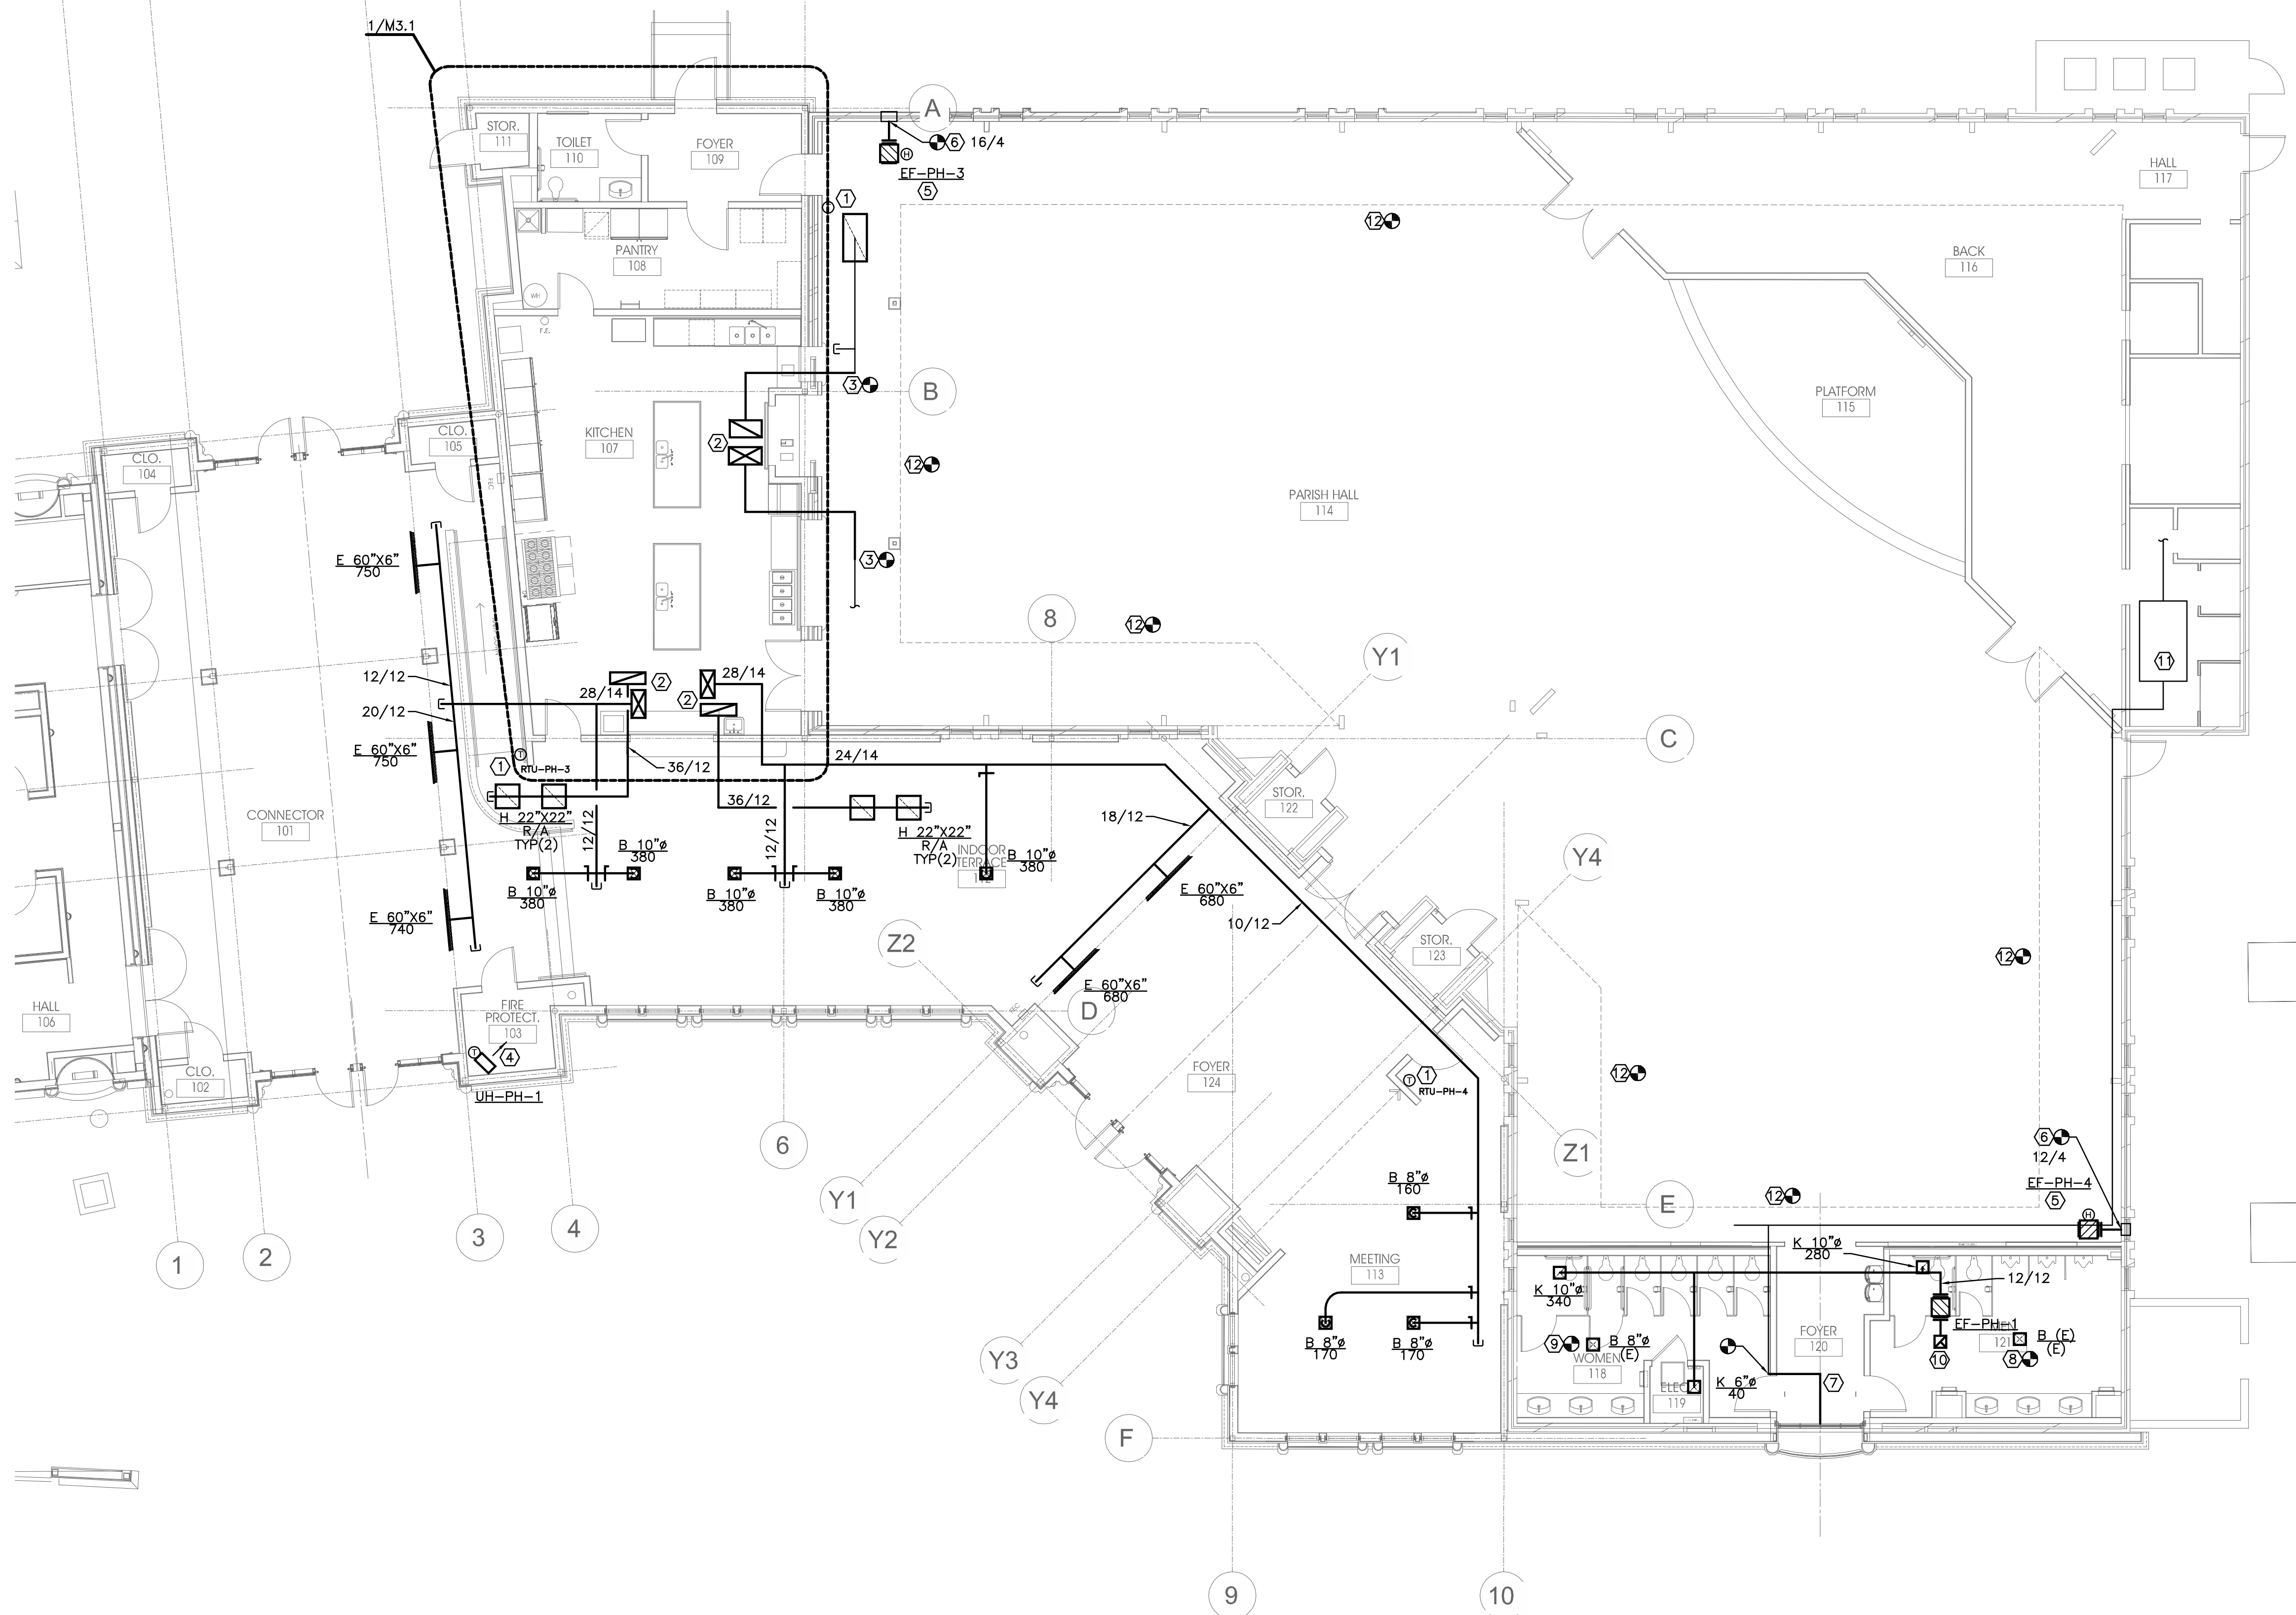 1/M3.1
A
STOR.
111
TOILET
110
FOYER
109
6
16/4
H
EF-PH-3
5
HALL
117
1
12
PANTRY
108
BACK
116
WH
F.F.
3
B
PLATFORM
115
CLO.
105
KITCHEN
107
2
CLO.
104
12
FEC
PARISH HALL
114
E 60"X6"
750
3
8
12
Y1
11
12/12
28/14
2
2
28/14
20/12
C
E 60"X6"
750
1
T
RTU-PH-3
36/12
24/14
STOR.
122
CONNECTOR
101
36/12
18/12
H 22"X22"
R/A
TYP(2)
12/12
B 10"ø
380
12/12
H 22"X22"
R/A
TYP(2)
INDOOR
TERRACE
112
B 10"ø
380
Y4
B 10"ø
380
B 10"ø
380
B 10"ø
380
E 60"X6"
680
E 60"X6"
740
10/12
Z2
STOR.
123
12
HALL
106
FIRE
PROTECT.
103
E 60"X6"
680
FEC
D
T
4
CLO.
102
UH-PH-1
FOYER
124
T
1
RTU-PH-4
12
6
Z1
6
12/4
EF-PH-4
5
H
B 8"ø
160
12
Y1
E
Y2
3
4
1
2
MEETING
113
K 10"ø
280
12/12
K 10"ø
340
EF-PH-1
MEN
121
B (E)
(E)
FOYER
120
9
B 8"ø
(E)
WOMEN
118
10
8
B 8"ø
170
B 8"ø
170
Y3
K 6"ø
40
7
ELEC
119
Y4
F
9
10